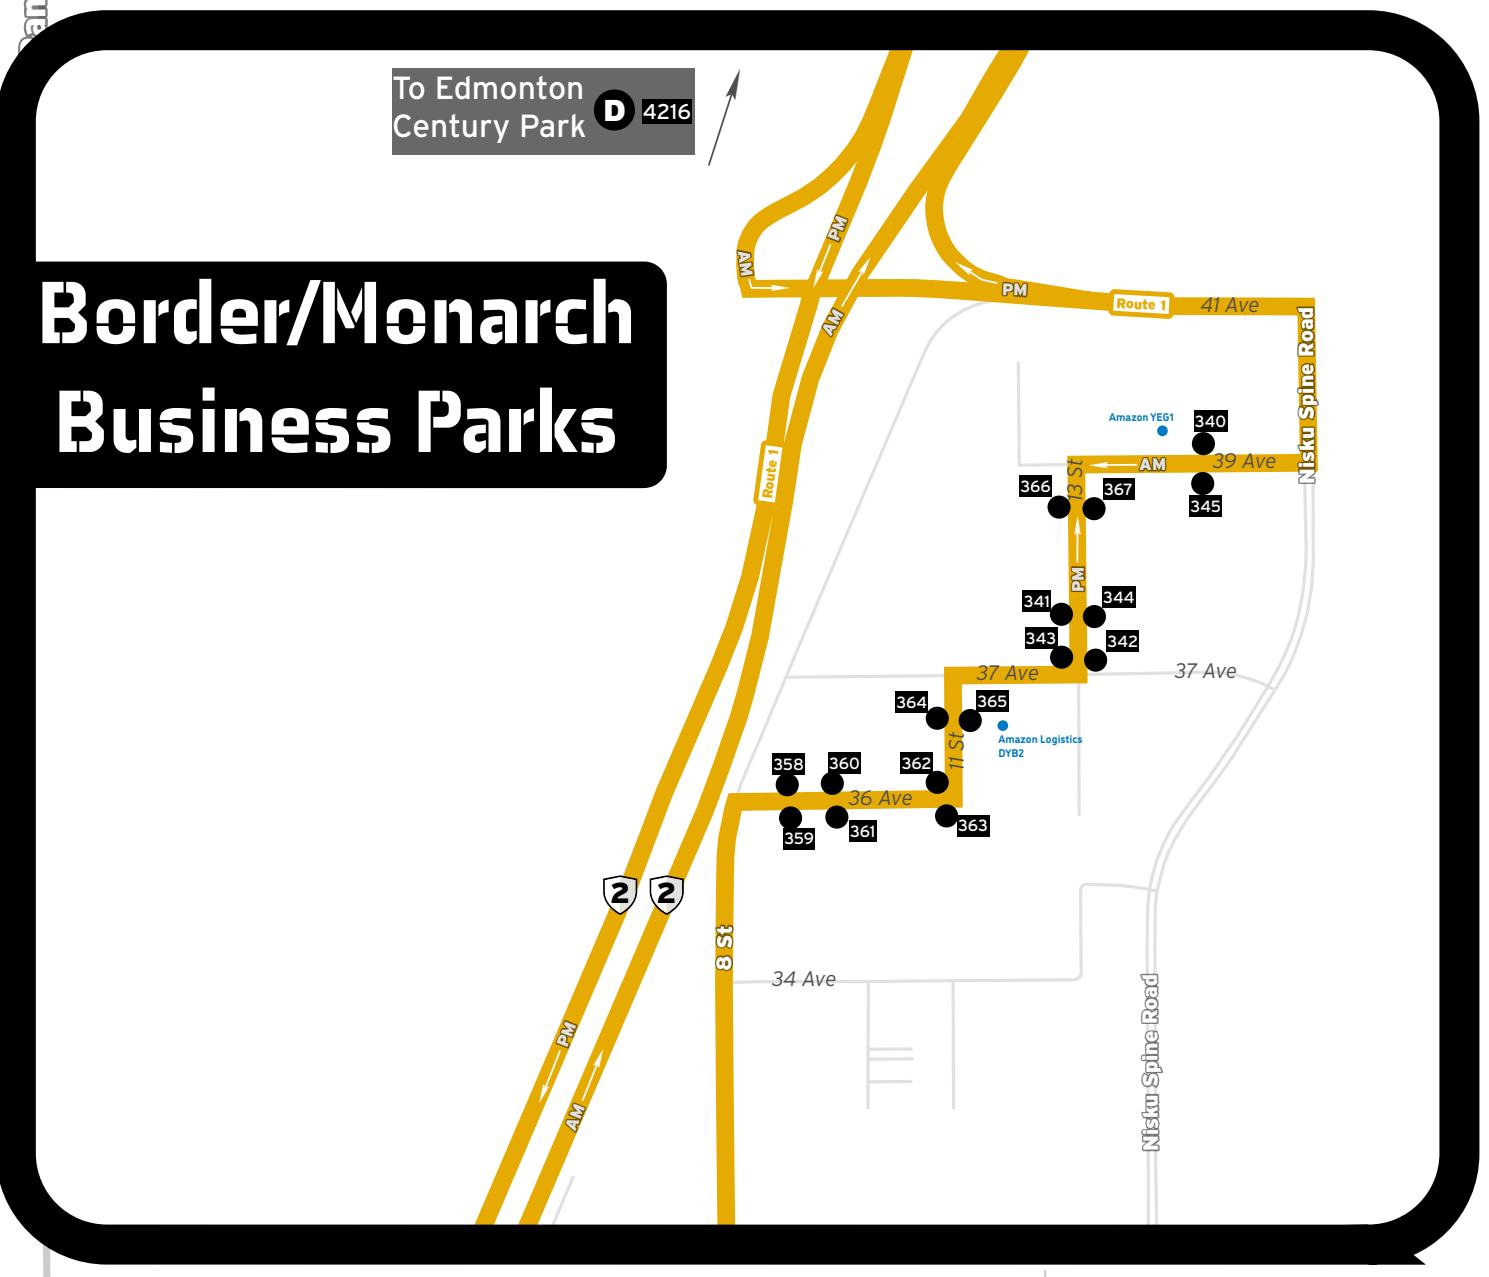 To Edmonton
Century Park
D
4216
PM
AM
PM
AM
Route 1
41 Ave
Border/Monarch
Business Parks
Nisku Spine Road
Amazon YEG1
340
AM
39 Ave
Route 1
13 St
366
367
345
PM
341
344
343
342
37 Ave
37 Ave
364
365
11 St
Amazon Logistics
DYB2
358
360
362
36 Ave
359
361
363
2
2
8 St
34 Ave
PM
AM
Nisku Spine Road